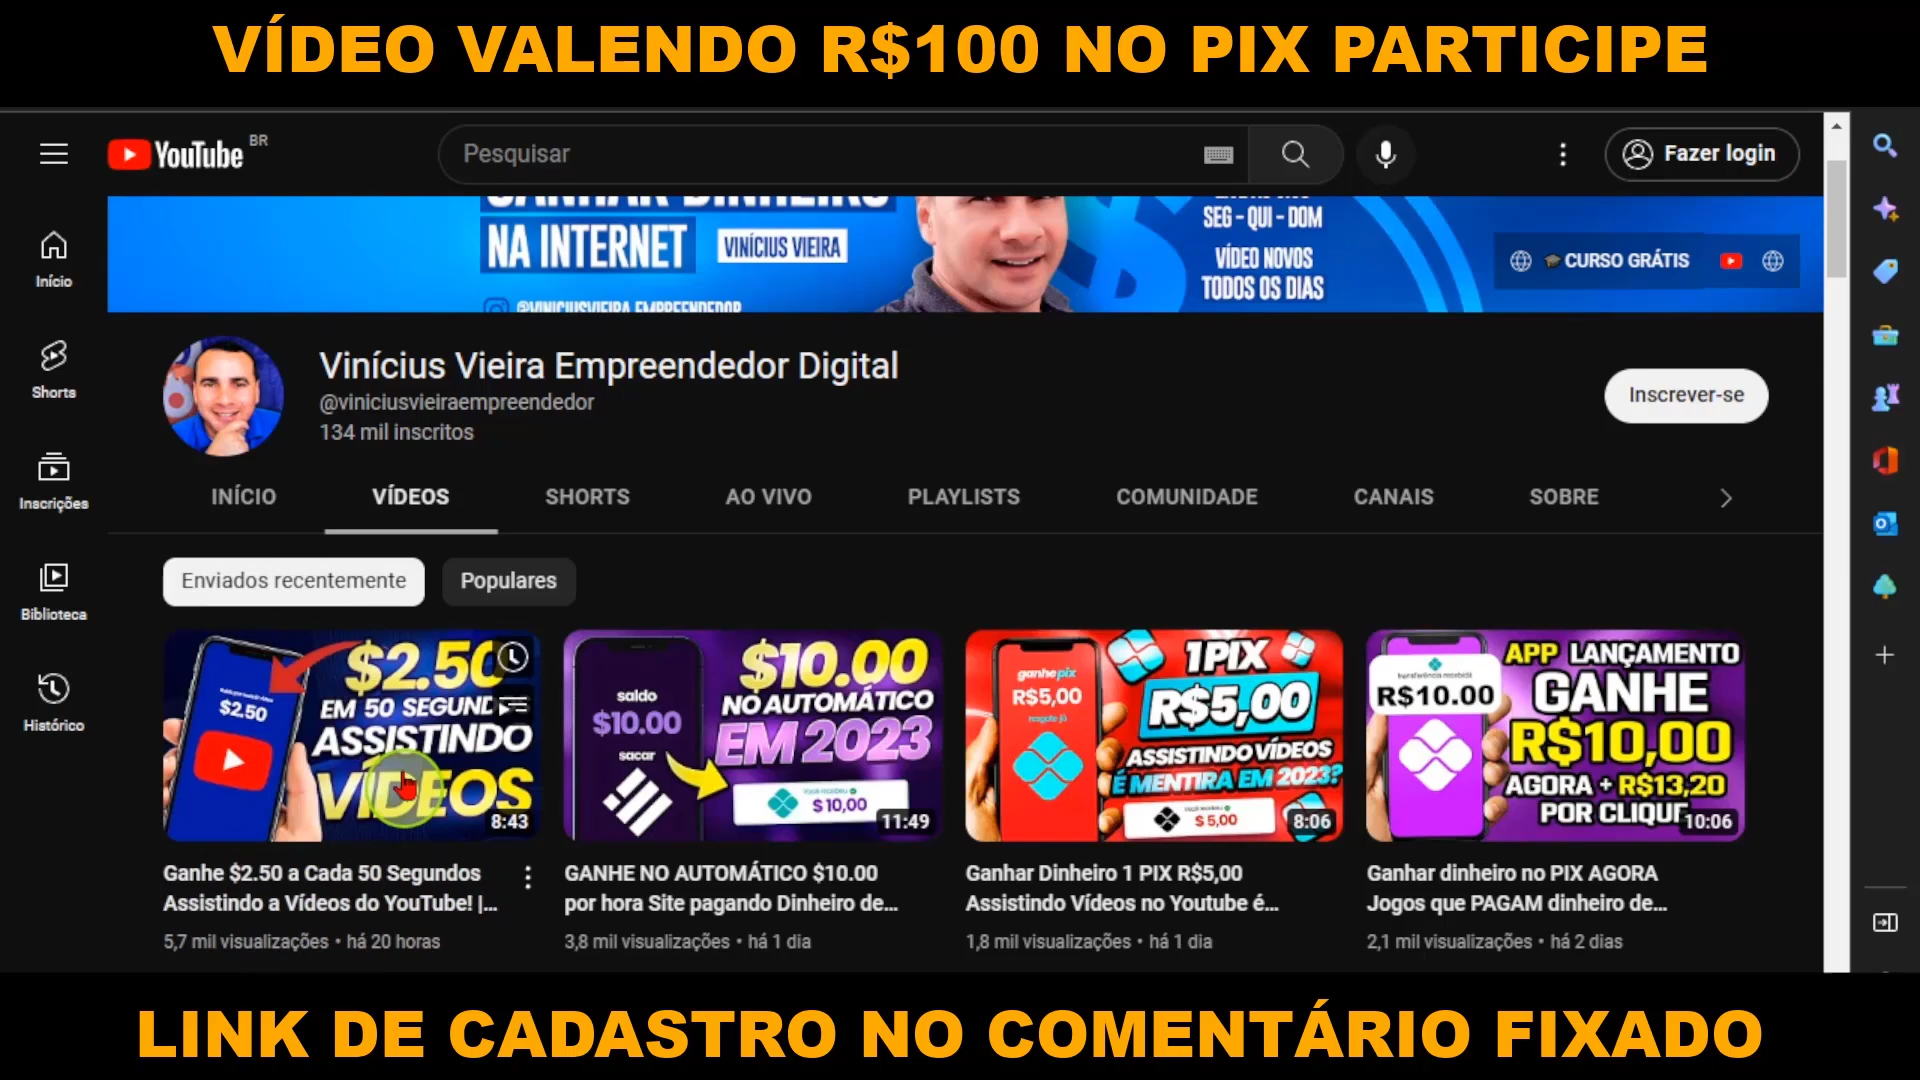 VÍDEO VALENDO R$100 NO PIX PARTICIPE
YouTube BR
Pesquisar
Fazer login
NA INTERNET
VINÍCIUS VIEIRA
SEG - QUI - DOM
VÍDEO NOVOS
TODOS OS DIAS
CURSO GRÁTIS
@VINICIUSVIEIRA.EMPREENDEDOR
Início
Shorts
Inscrições
Biblioteca
Histórico
Vinícius Vieira Empreendedor Digital
@viniciusvieiraempreendedor
134 mil inscritos
Inscrever-se
INÍCIO VÍDEOS SHORTS AO VIVO PLAYLISTS COMUNIDADE CANAIS SOBRE
Enviados recentemente
Populares
$2.50
$2.50
EM 50 SEGUND
ASSISTINDO
VÍDEOS
8:43
saldo
$10.00
sacar
$10.00
NO AUTOMÁTICO
EM 2023
$10,00
11:49
ganhepix
R$5,00
resgate já
1PIX
R$5,00
ASSISTINDO VÍDEOS
É MENTIRA EM 2023?
$5,00
8:06
transferência recebida
R$10.00
APP LANÇAMENTO
GANHE
R$10,00
AGORA + R$13,20
POR CLIQUE
10:06
Ganhe $2.50 a Cada 50 Segundos
Assistindo a Vídeos do YouTube! |...
5,7 mil visualizações • há 20 horas
GANHE NO AUTOMÁTICO $10.00
por hora Site pagando Dinheiro de...
3,8 mil visualizações • há 1 dia
Ganhar Dinheiro 1 PIX R$5,00
Assistindo Vídeos no Youtube é...
1,8 mil visualizações • há 1 dia
Ganhar dinheiro no PIX AGORA
Jogos que PAGAM dinheiro de...
2,1 mil visualizações • há 2 dias
LINK DE CADASTRO NO COMENTÁRIO FIXADO